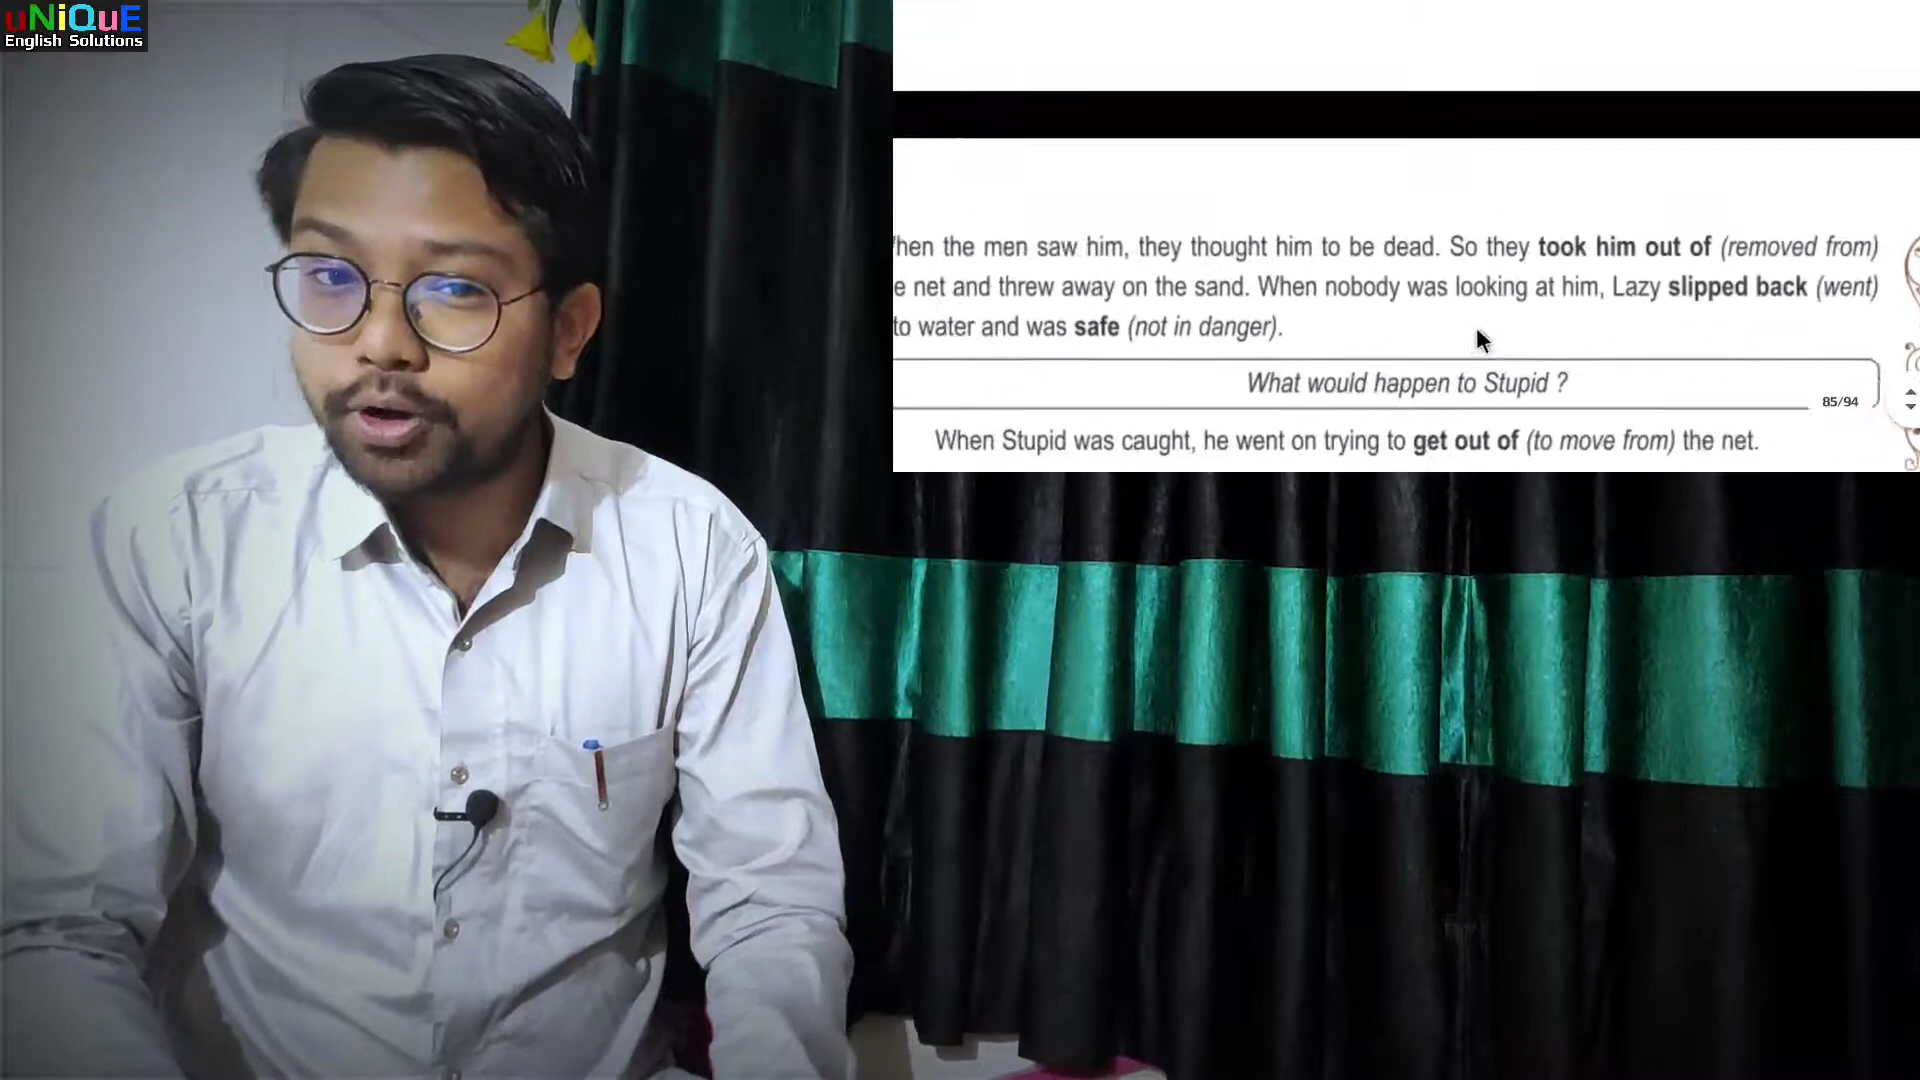 uNiQuE
English Solutions
hen the men saw him, they thought him to be dead. So they took him out of (removed from)
e net and threw away on the sand. When nobody was looking at him, Lazy slipped back (went)
to water and was safe (not in danger).
What would happen to Stupid ?
85/94
When Stupid was caught, he went on trying to get out of (to move from) the net.